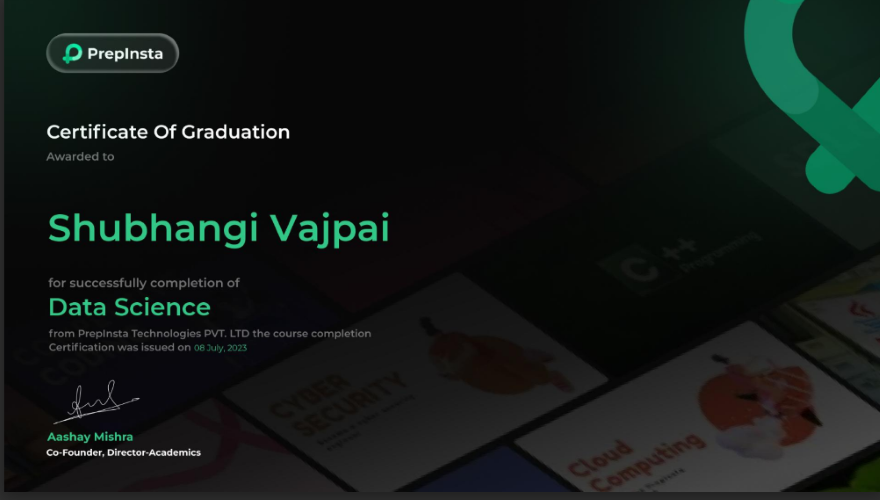 PrepInsta
Certificate Of Graduation
Awarded to
Shubhangi Vajpai
for successfully completion of
Data Science
from PrepInsta Technologies PVT. LTD the course completion
Certification was issued on 08 July, 2023
Aashay Mishra
Co-Founder, Director-Academics
C++
Programming
CYBER
SECURITY
Cloud
Computing